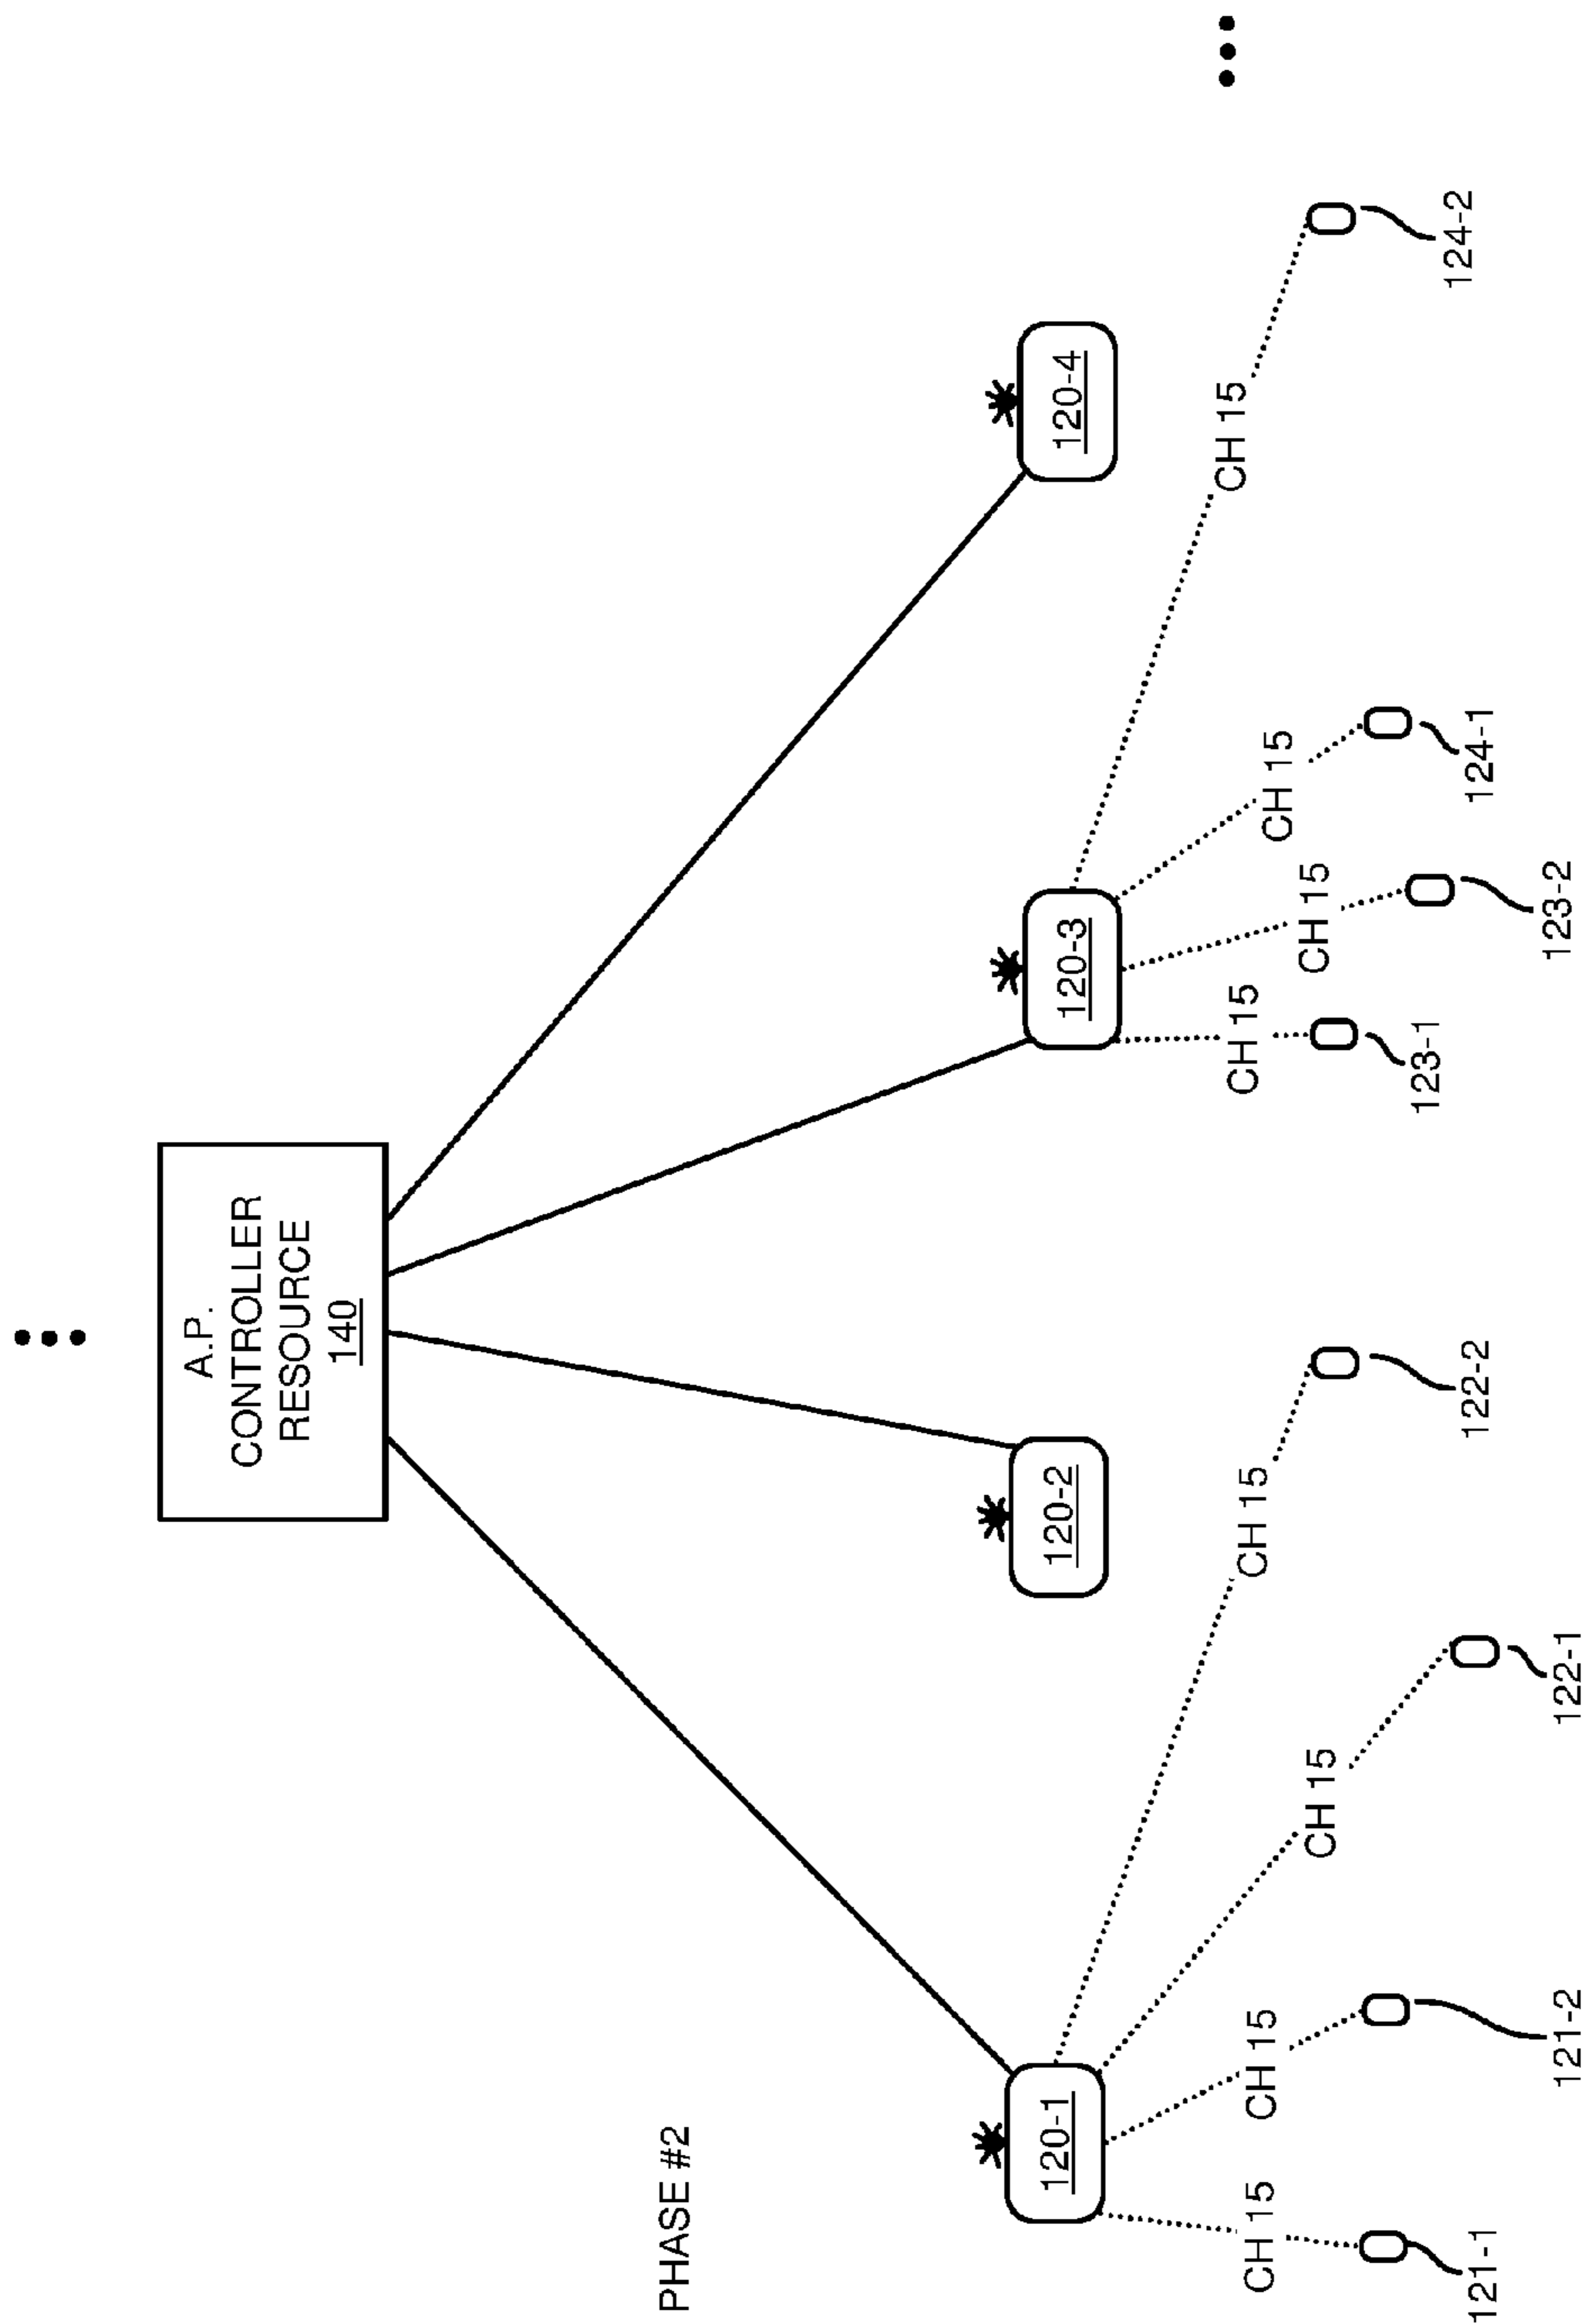 A.P.
CONTROLLER
RESOURCE
140
PHASE #2
120-1
120-2
120-3
120-4
CH 15
CH 15
CH 15
CH 15
CH 15
CH 15
CH 15
CH 15
121-1
121-2
122-1
122-2
123-1
123-2
124-1
124-2